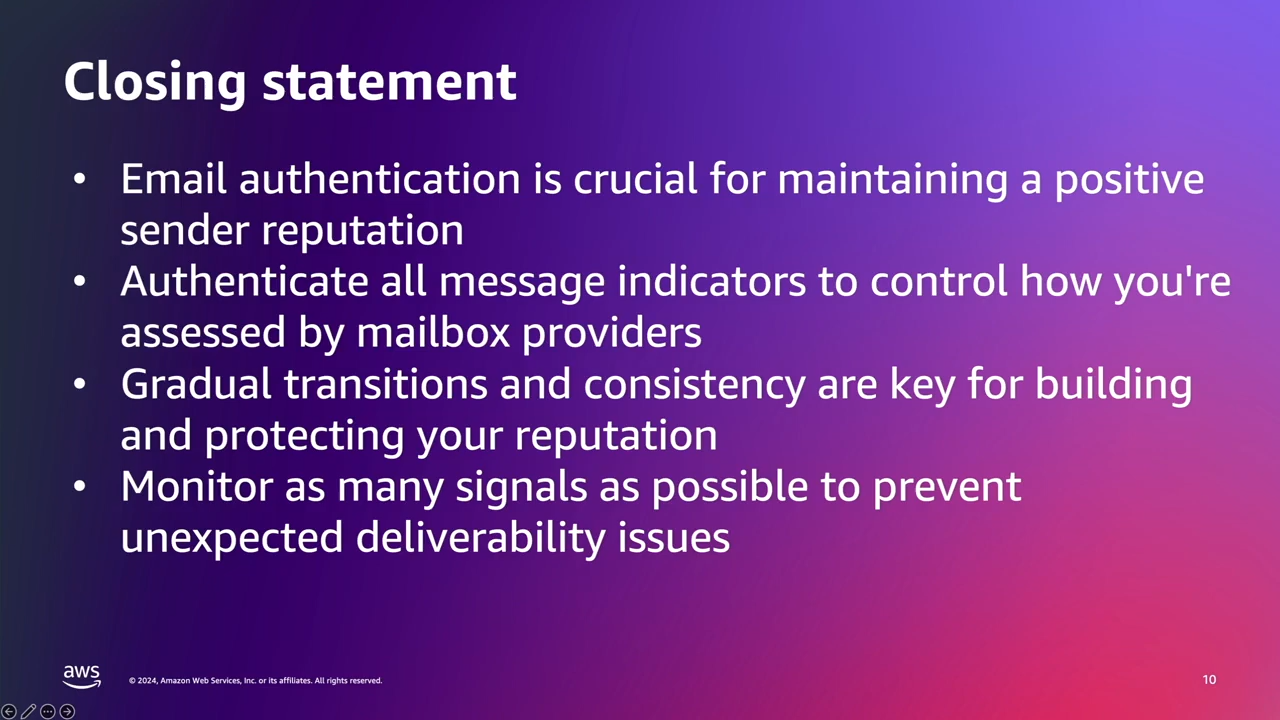 Closing statement
• Email authentication is crucial for maintaining a positive
sender reputation
• Authenticate all message indicators to control how you're
assessed by mailbox providers
• Gradual transitions and consistency are key for building
and protecting your reputation
• Monitor as many signals as possible to prevent
unexpected deliverability issues
aws
© 2024, Amazon Web Services, Inc. or its affiliates. All rights reserved.
10